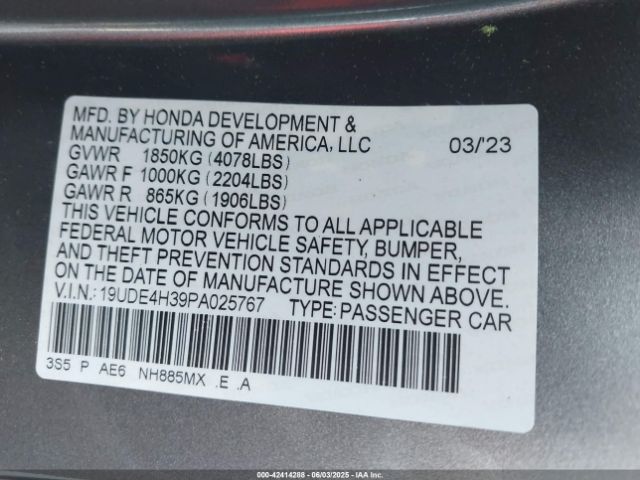 MFD. BY HONDA DEVELOPMENT &
MANUFACTURING OF AMERICA, LLC 03/'23
GVWR 1850KG (4078LBS)
GAWR F 1000KG (2204LBS)
GAWR R 865KG (1906LBS)
THIS VEHICLE CONFORMS TO ALL APPLICABLE
FEDERAL MOTOR VEHICLE SAFETY, BUMPER,
AND THEFT PREVENTION STANDARDS IN EFFECT
ON THE DATE OF MANUFACTURE SHOWN ABOVE.
V.I.N.: 19UDE4H39PA025767 TYPE: PASSENGER CAR
3S5 P AE6 NH885MX .E .A
000-42414288 - 06/03/2025 - IAA Inc.